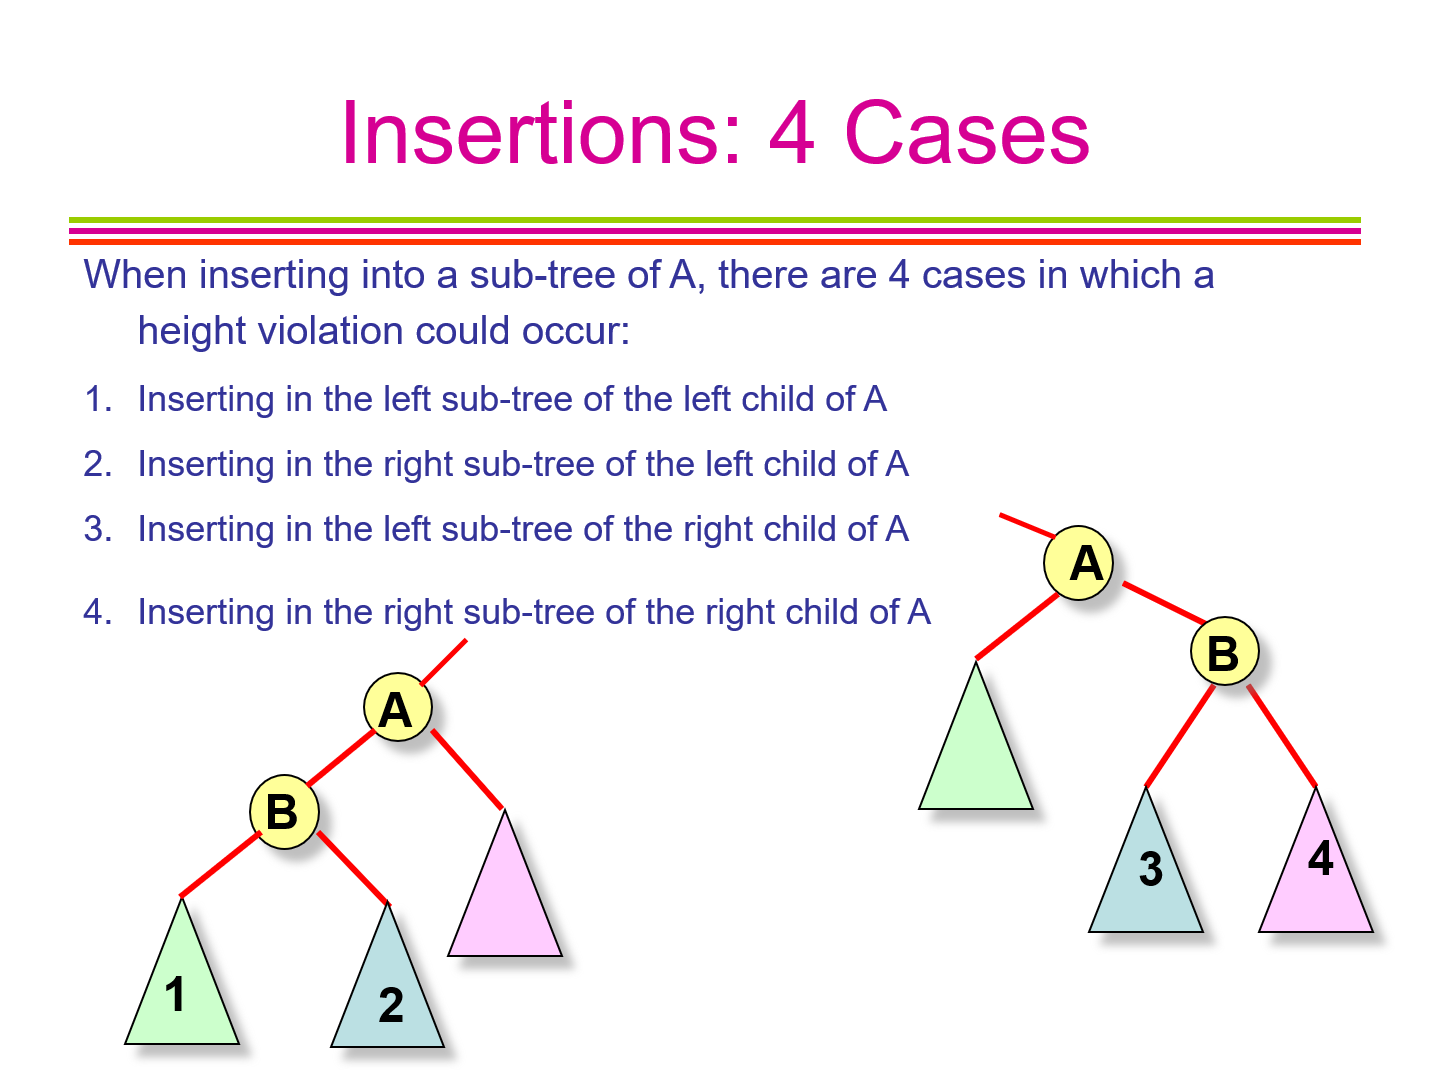 Insertions: 4 Cases
When inserting into a sub-tree of A, there are 4 cases in which a
height violation could occur:
1. Inserting in the left sub-tree of the left child of A
2. Inserting in the right sub-tree of the left child of A
3. Inserting in the left sub-tree of the right child of A
4. Inserting in the right sub-tree of the right child of A
A
B
1
2
A
B
3
4